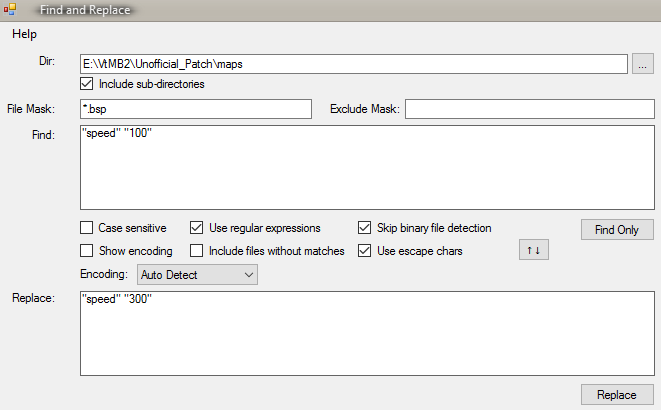 Find and Replace
Help
Dir: E:\VtMB2\Unofficial_Patch\maps ...
Include sub-directories
File Mask: *.bsp Exclude Mask:
Find: "speed" "100"
Case sensitive Use regular expressions Skip binary file detection Find Only
Show encoding Include files without matches Use escape chars ↑↓
Encoding: Auto Detect
Replace: "speed" "300"
Replace